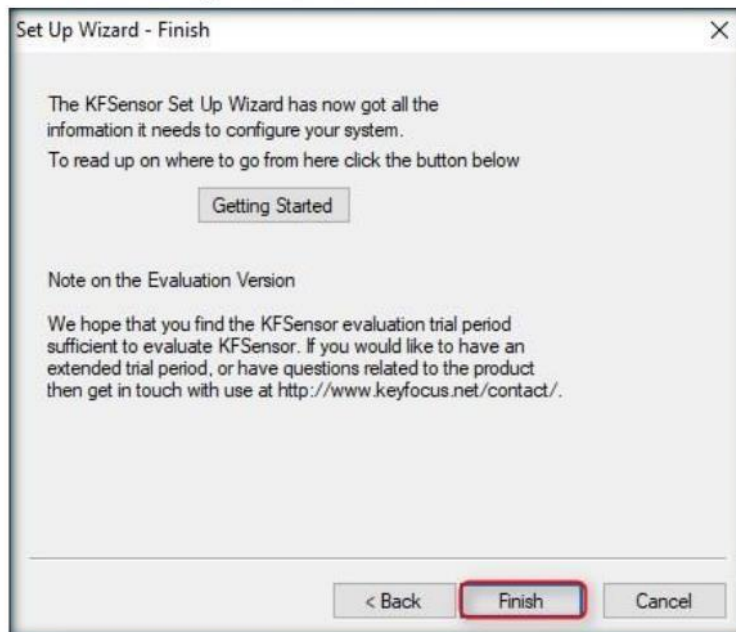 Set Up Wizard - Finish
The KFSensor Set Up Wizard has now got all the
information it needs to configure your system.
To read up on where to go from here click the button below
Getting Started
Note on the Evaluation Version
We hope that you find the KFSensor evaluation trial period
sufficient to evaluate KFSensor. If you would like to have an
extended trial period, or have questions related to the product
then get in touch with use at http://www.keyfocus.net/contact/.
< Back Finish Cancel